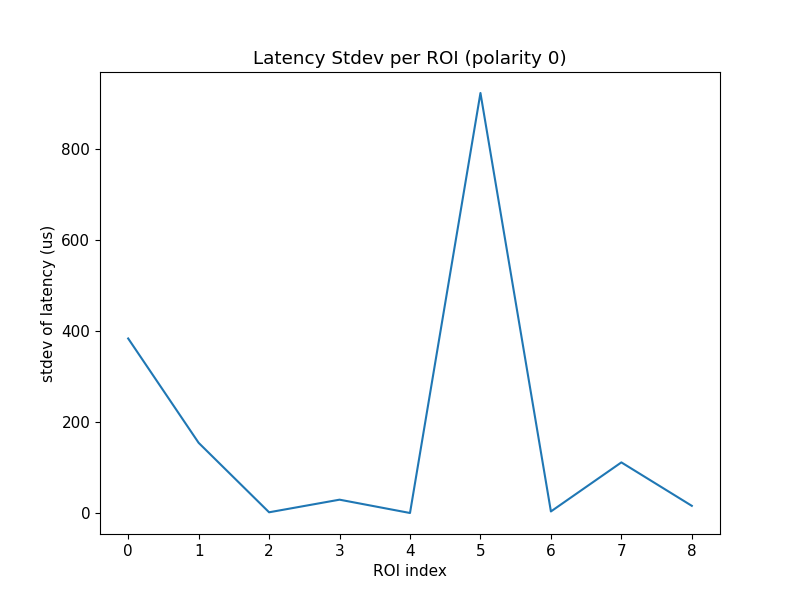 Latency Stdev per ROI (polarity 0)
800
600
400
200
0
stdev of latency (us)
0 1 2 3 4 5 6 7 8
ROI index